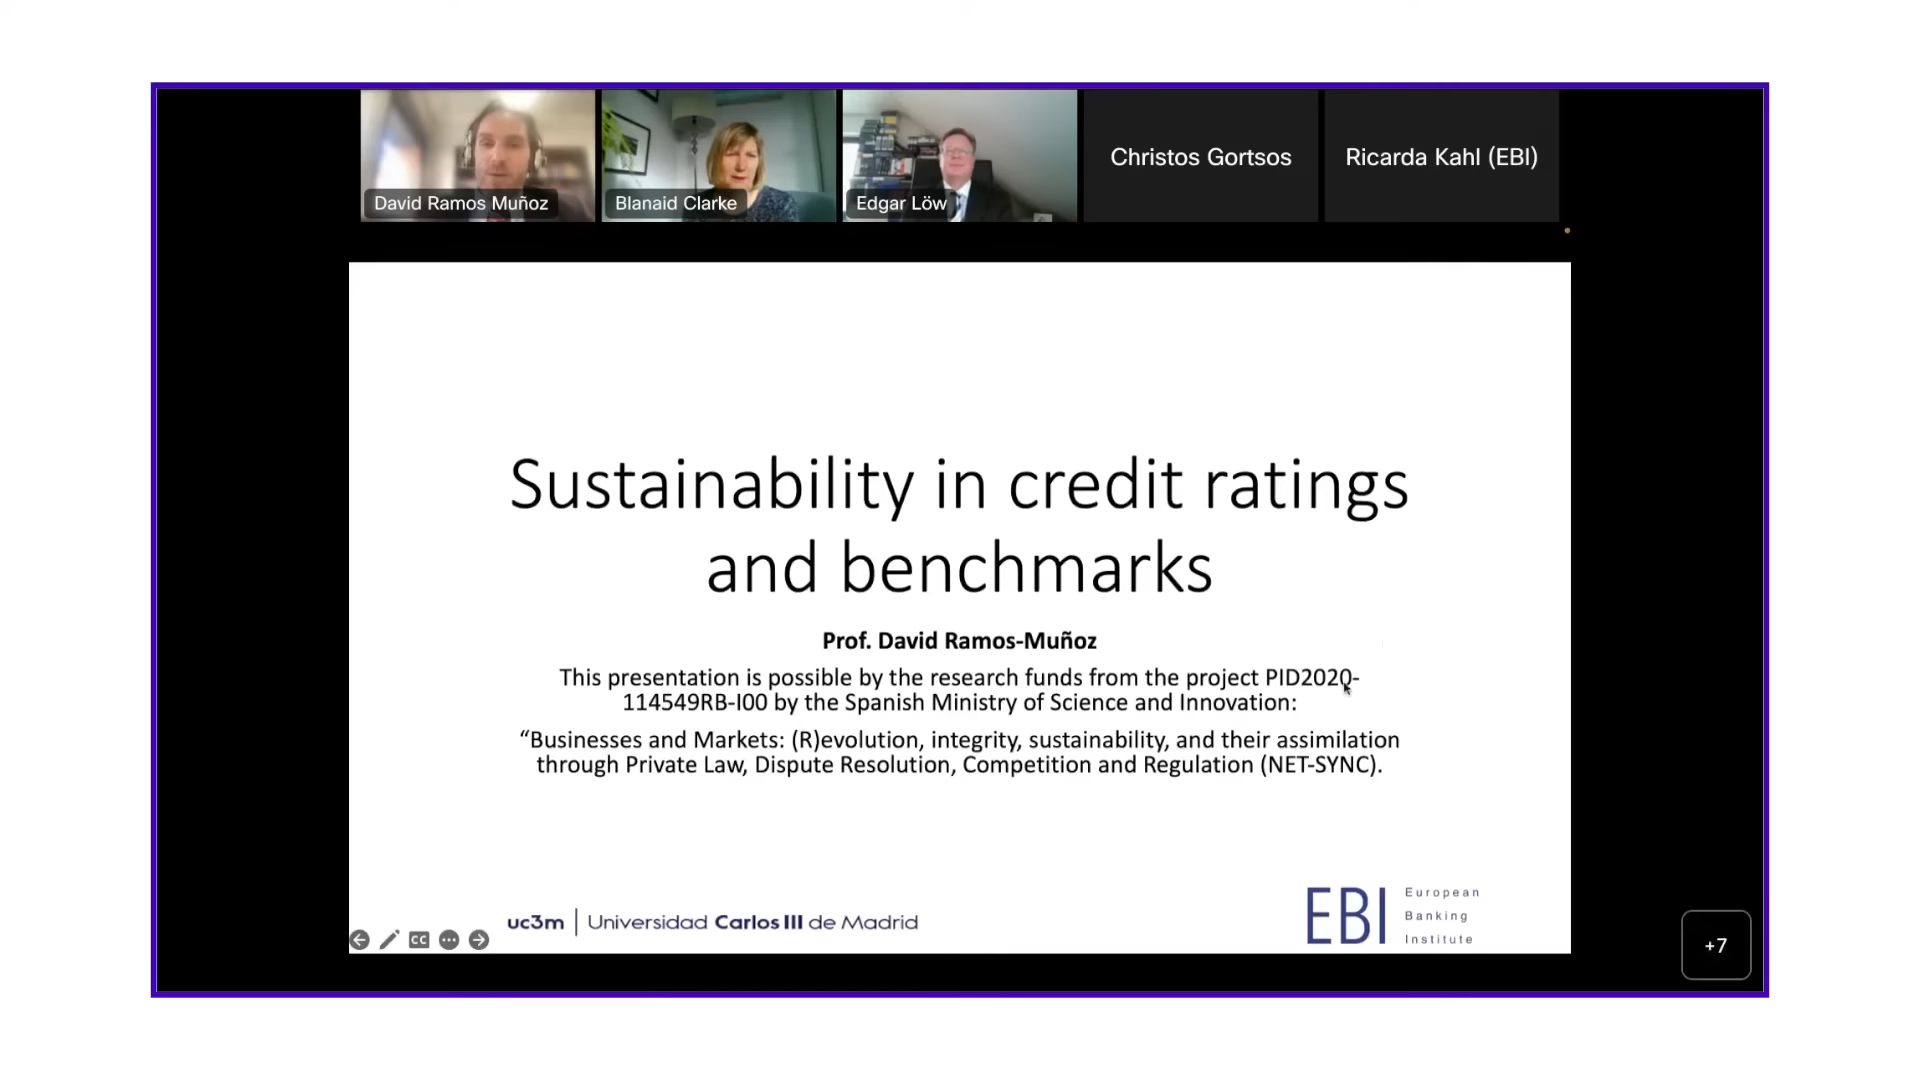 David Ramos Muñoz
Blanaid Clarke
Edgar Löw
Christos Gortsos
Ricarda Kahl (EBI)
Sustainability in credit ratings
and benchmarks
Prof. David Ramos-Muñoz
This presentation is possible by the research funds from the project PID2020-
114549RB-I00 by the Spanish Ministry of Science and Innovation:
“Businesses and Markets: (R)evolution, integrity, sustainability, and their assimilation
through Private Law, Dispute Resolution, Competition and Regulation (NET-SYNC).
CC
uc3m | Universidad Carlos III de Madrid
EBI
European
Banking
Institute
+7